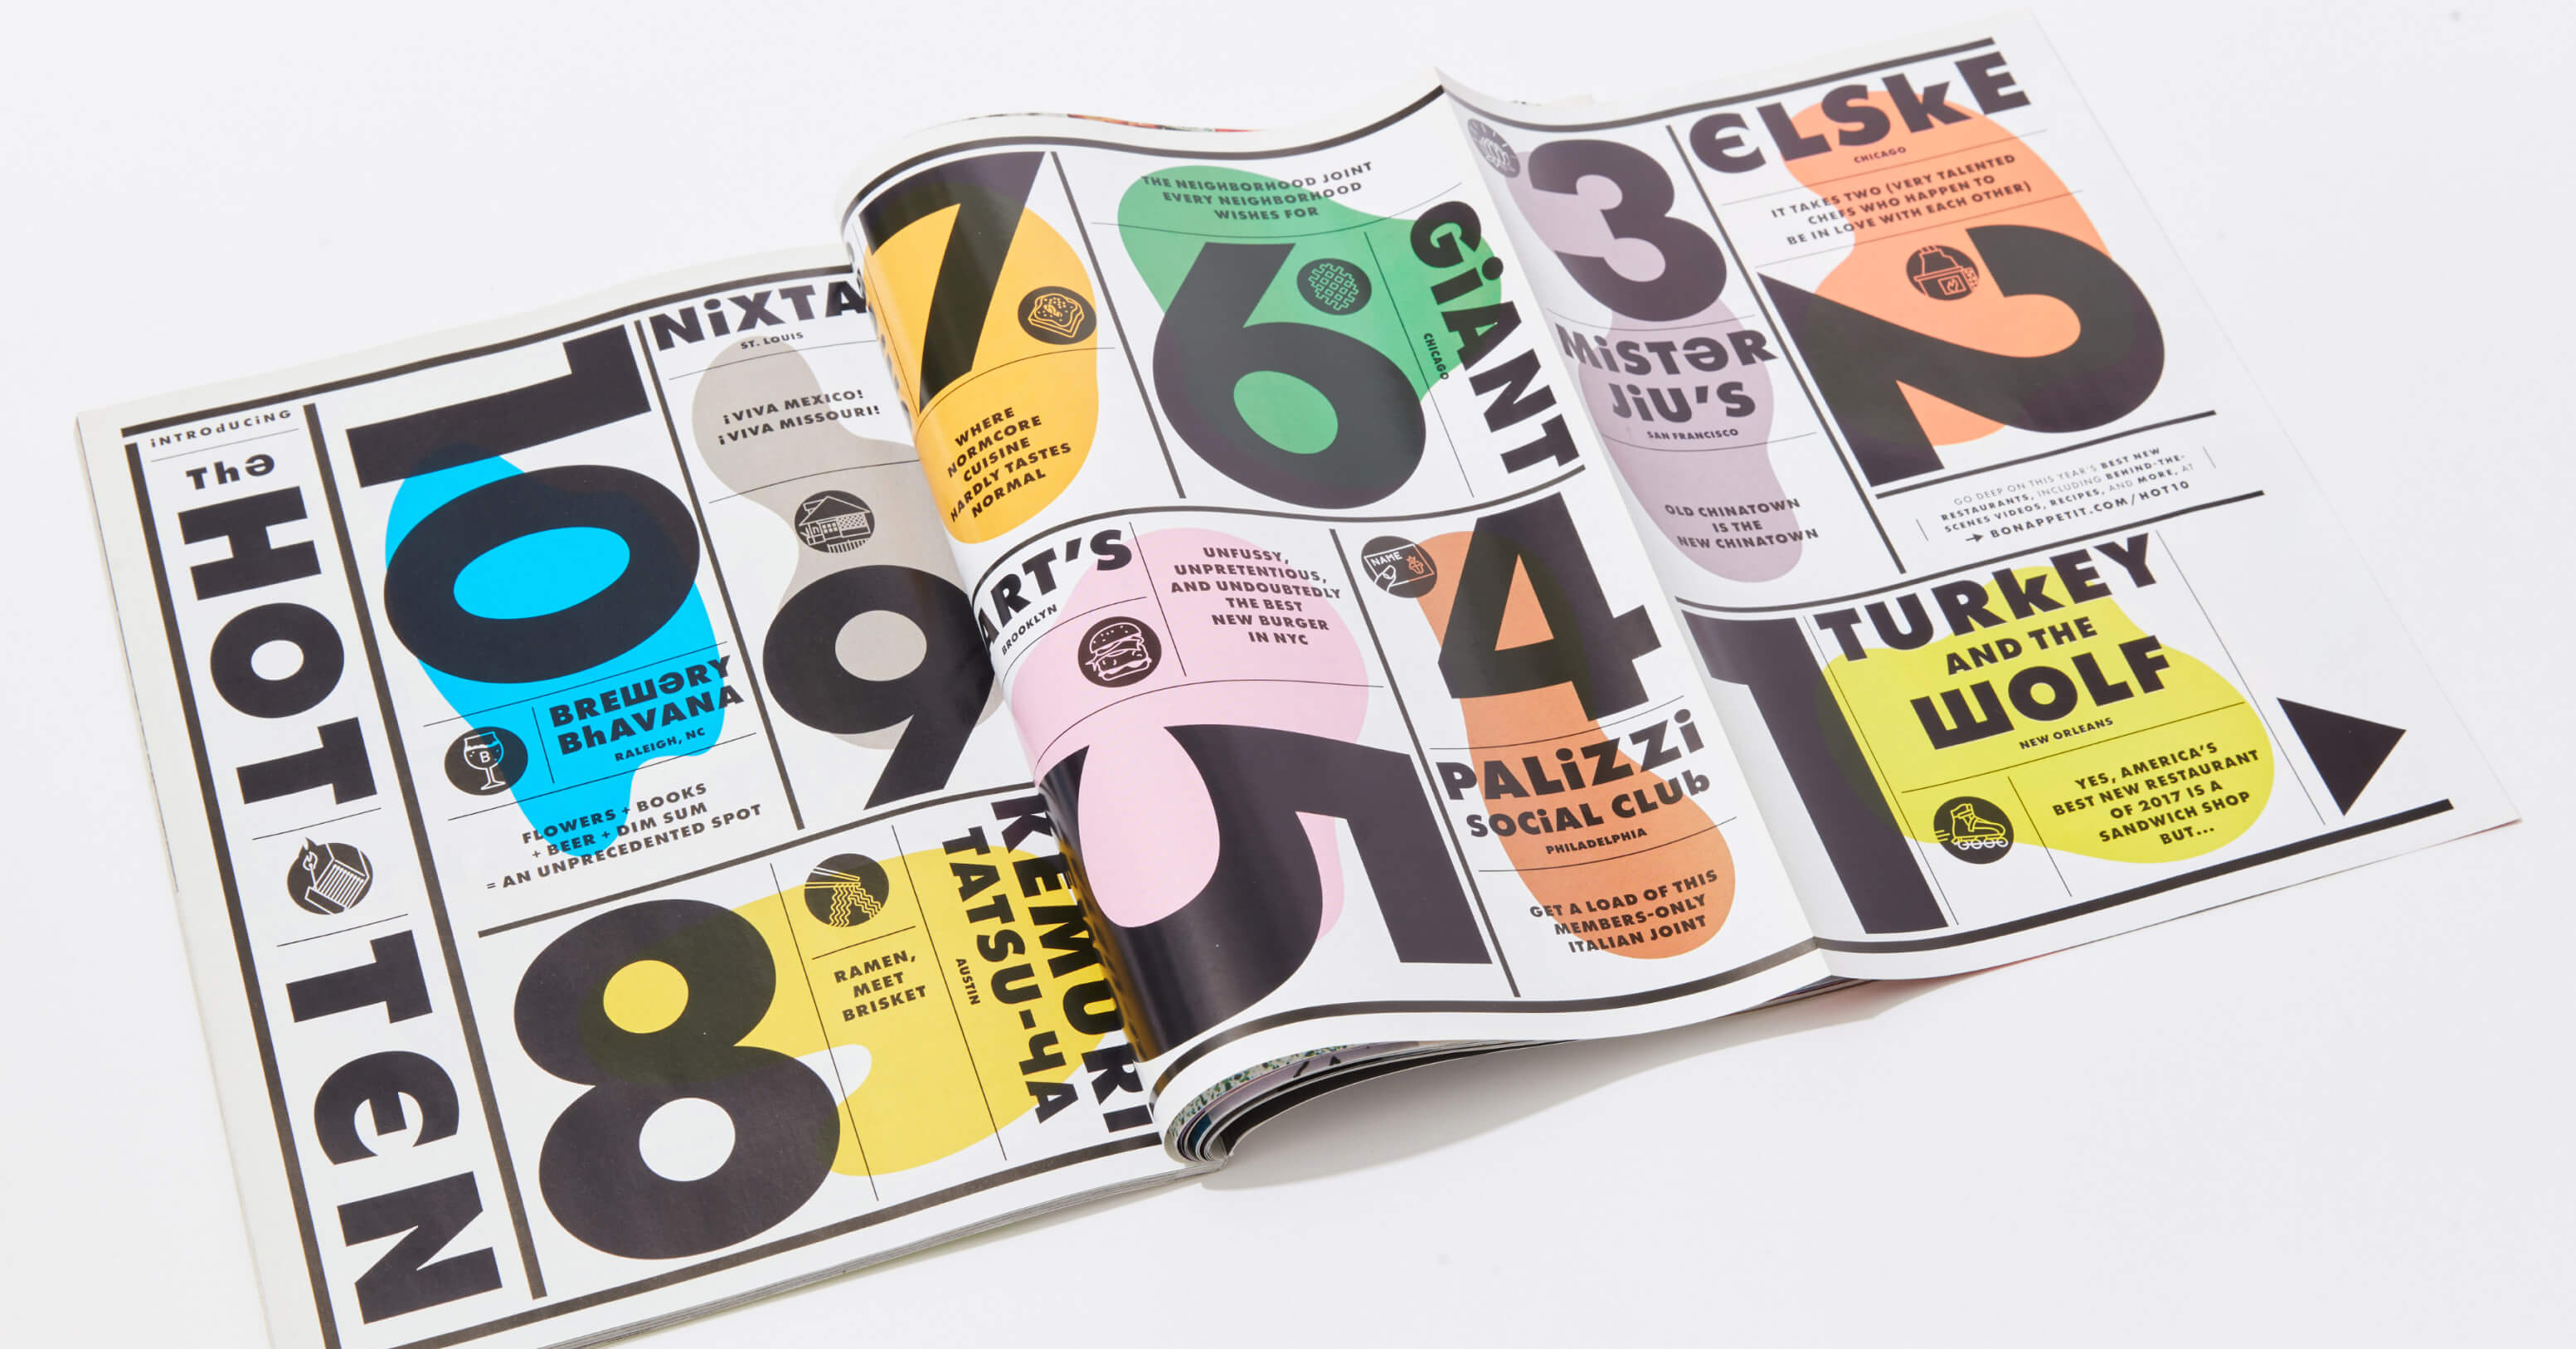 iNTROdUCiNG
ThƏ
HOT
TЄN
10
BREШƏRY
BhAVANA
RALEIGH, NC
FLOWERS + BOOKS
+ BEER + DIM SUM
= AN UNPRECEDENTED SPOT
B
NiXTA
ST. LOUIS
¡VIVA MEXICO!
¡VIVA MISSOURI!
9
8
RAMEN,
MEET
BRISKET
KEMURI
TATSU-YA
AUSTIN
7
WHERE
NORMCORE
CUISINE
HARDLY TASTES
NORMAL
THE NEIGHBORHOOD JOINT
EVERY NEIGHBORHOOD
WISHES FOR
6
GiANT
CHICAGO
ART'S
BROOKLYN
UNFUSSY,
UNPRETENTIOUS,
AND UNDOUBTEDLY
THE BEST
NEW BURGER
IN NYC
5
NAME
4
PALiZZi
SOCiAL CLUb
PHILADELPHIA
GET A LOAD OF THIS
MEMBERS-ONLY
ITALIAN JOINT
3
MiSTƏR
JiU'S
SAN FRANCISCO
OLD CHINATOWN
IS THE
NEW CHINATOWN
ЄLSkE
CHICAGO
IT TAKES TWO (VERY TALENTED
CHEFS WHO HAPPEN TO
BE IN LOVE WITH EACH OTHER)
2
GO DEEP ON THIS YEAR'S BEST NEW
RESTAURANTS, INCLUDING BEHIND-THE-
SCENES VIDEOS, RECIPES, AND MORE, AT
→ BONAPPETIT.COM/HOT10
1
TURkEY
AND THE
ШOLF
NEW ORLEANS
YES, AMERICA'S
BEST NEW RESTAURANT
OF 2017 IS A
SANDWICH SHOP
BUT...